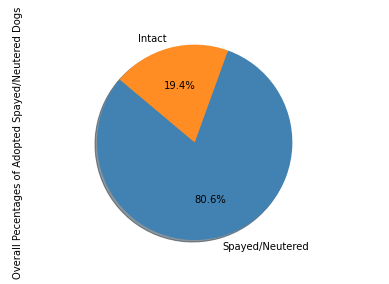 Overall Pecentages of Adopted Spayed/Neutered Dogs
Intact
19.4%
80.6%
Spayed/Neutered